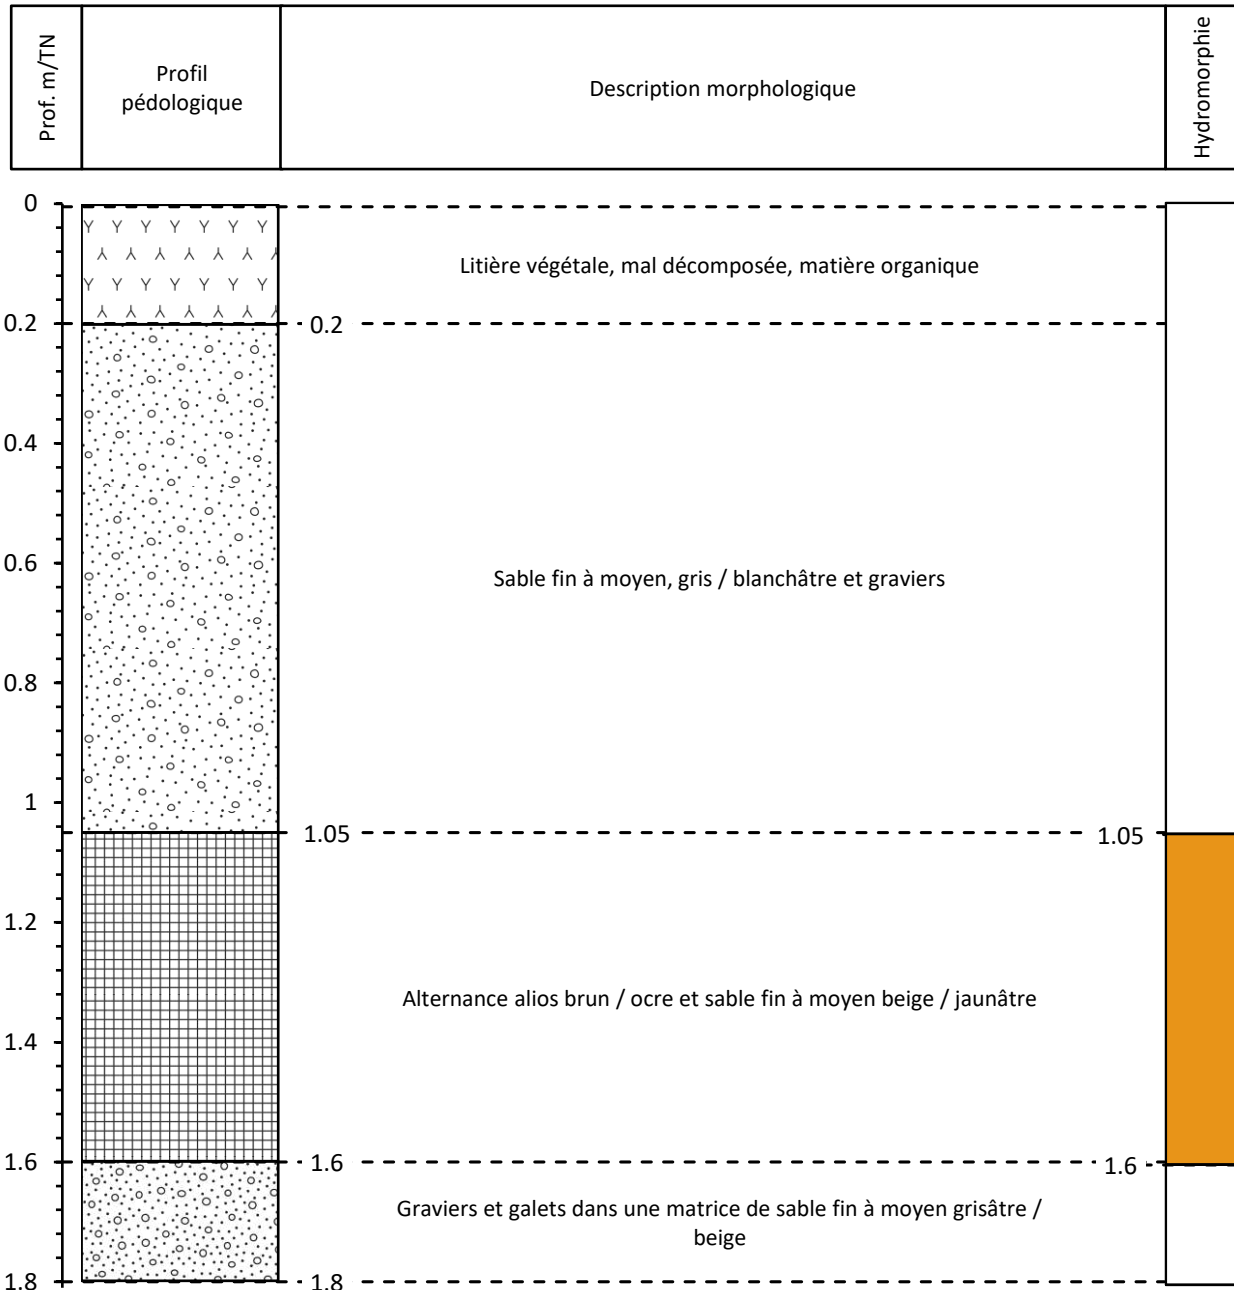 Prof. m/TN
Profil
pédologique
Description morphologique
Hydromorphie
0
Litière végétale, mal décomposée, matière organique
0.2
0.2
0.4
0.6
Sable fin à moyen, gris / blanchâtre et graviers
0.8
1
1.05
1.05
1.2
Alternance alios brun / ocre et sable fin à moyen beige / jaunâtre
1.4
1.6
1.6
1.6
Graviers et galets dans une matrice de sable fin à moyen grisâtre /
beige
1.8
1.8